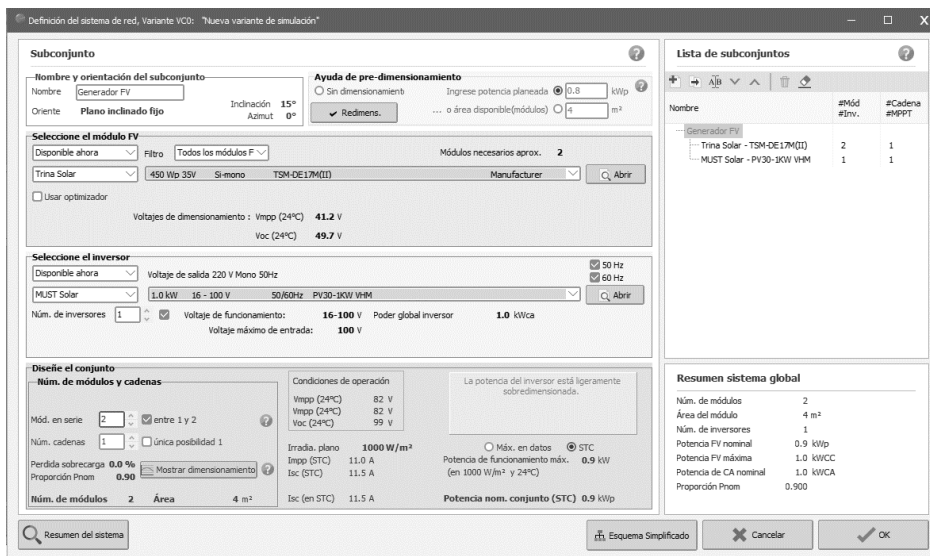 Definición del sistema de red, Variante VC0: "Nueva variante de simulación"
Subconjunto
Nombre y orientación del subconjunto
Nombre Generador FV
Oriente Plano inclinado fijo
Inclinación 15°
Azimut 0°
Ayuda de pre-dimensionamiento
Sin dimensionamienti
Ingrese potencia planeada 0.8 kWp
Redimens.
... o área disponible(módulos) 4 m²
Seleccione el módulo FV
Disponible ahora Filtro Todos los módulos F Módulos necesarios aprox. 2
Trina Solar 450 Wp 35V Si-mono TSM-DE17M(II) Manufacturer Abrir
Usar optimizador
Voltajes de dimensionamiento : Vmpp (24°C) 41.2 V
Voc (24°C) 49.7 V
Seleccione el inversor
Disponible ahora Voltaje de salida 220 V Mono 50Hz
50 Hz
60 Hz
MUST Solar 1.0 kW 16 - 100 V 50/60Hz PV30-1KW VHM Abrir
Núm. de inversores 1 Voltaje de funcionamiento: 16-100 V Poder global inversor 1.0 kWca
Voltaje máximo de entrada: 100 V
Diseñe el conjunto
Núm. de módulos y cadenas
Mód. en serie 2 entre 1 y 2
Núm. cadenas 1 única posibilidad 1
Perdida sobrecarga 0.0 %
Proporción Pnom 0.90
Mostrar dimensionamiento
Núm. de módulos 2 Área 4 m²
Condiciones de operación
Vmpp (24°C) 82 V
Vmpp (24°C) 82 V
Voc (24°C) 99 V
Irradia. plano 1000 W/m²
Impp (STC) 11.0 A
Isc (STC) 11.5 A
Isc (en STC) 11.5 A
La potencia del inversor está ligeramente
sobredimensionada.
Máx. en datos STC
Potencia de funcionamiento máx. 0.9 kW
(en 1000 W/m² y 24°C)
Potencia nom. conjunto (STC) 0.9 kWp
Lista de subconjuntos
Nombre
#Mód #Cadena
#Inv. #MPPT
Generador FV
Trina Solar - TSM-DE17M(II) 2 1
MUST Solar - PV30-1KW VHM 1 1
Resumen sistema global
Núm. de módulos 2
Área del módulo 4 m²
Núm. de inversores 1
Potencia FV nominal 0.9 kWp
Potencia FV máxima 1.0 kWCC
Potencia de CA nominal 1.0 kWCA
Proporción Pnom 0.900
Resumen del sistema
Esquema Simplificado
Cancelar
OK